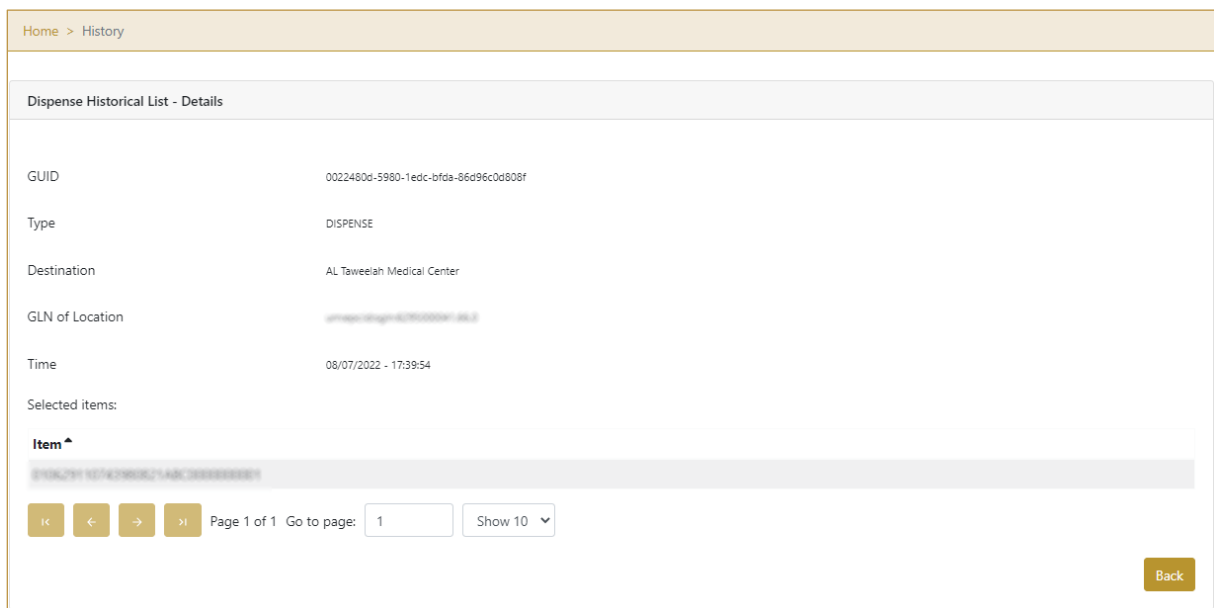 Home > History
Dispense Historical List - Details
GUID 0022480d-5980-1edc-bfda-86d96c0d808f
Type DISPENSE
Destination AL Taweelah Medical Center
GLN of Location
Time 08/07/2022 - 17:39:54
Selected items:
Item
Page 1 of 1 Go to page: 1 Show 10
Back